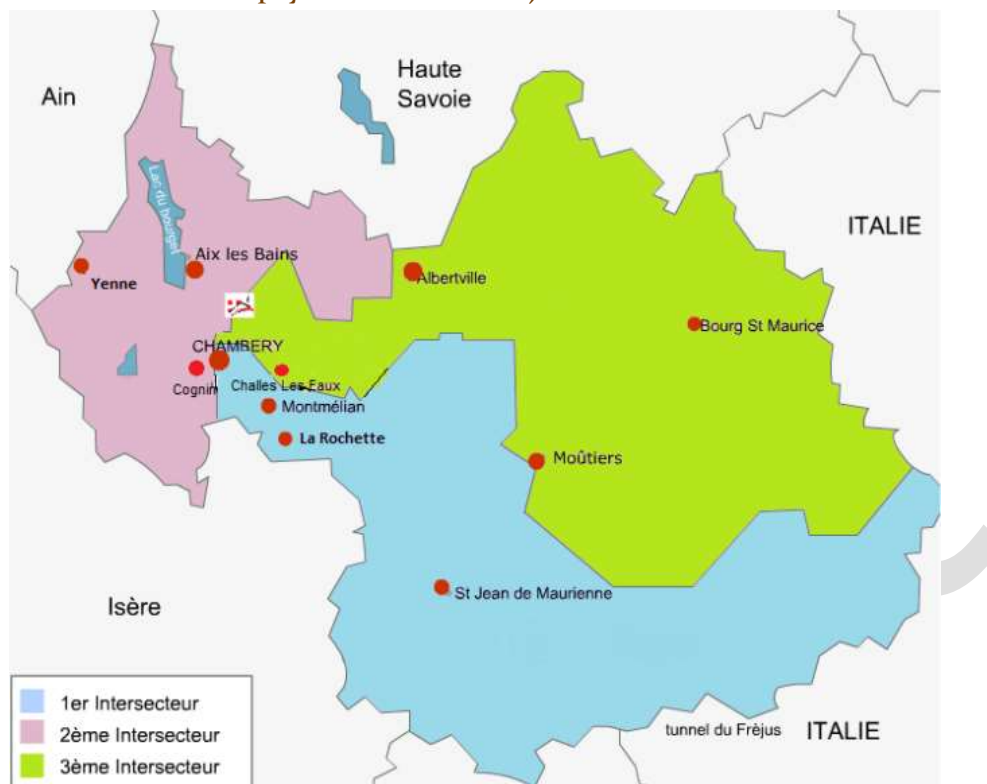 Ain
Haute
Savoie
Lac du bourget
ITALIE
Aix les Bains
Yenne
Albertville
Bourg St Maurice
CHAMBERY
Cognin
Challes Les Eaux
Montmélian
La Rochette
Moûtiers
Isère
St Jean de Maurienne
1er Intersecteur
2ème Intersecteur
3ème Intersecteur
tunnel du Frèjus
ITALIE